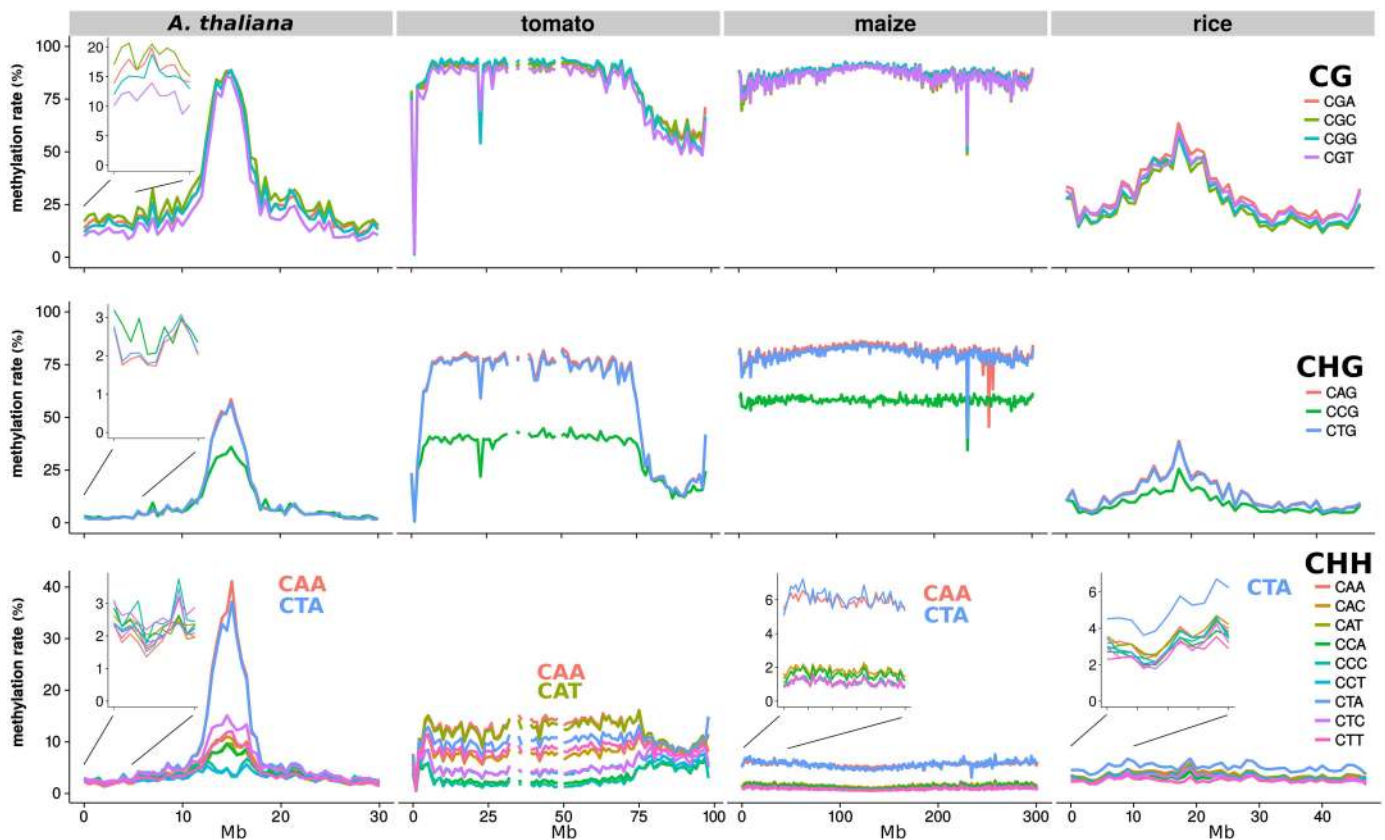 A. thaliana
tomato
maize
rice
methylation rate (%)
100
75
50
25
0
20
15
10
5
0
CG
CGA
CGC
CGG
CGT
0 10 20 30
0 25 50 75 100
0 100 200 300
0 10 20 30 40
methylation rate (%)
100
75
50
25
0
3
2
1
0
CHG
CAG
CCG
CTG
methylation rate (%)
40
30
20
10
0
3
2
1
0
CAA
CTA
CAA
CAT
6
4
2
0
CAA
CTA
6
4
2
0
CTA
CHH
CAA
CAC
CAT
CCA
CCC
CCT
CTA
CTC
CTT
Mb
Mb
Mb
Mb